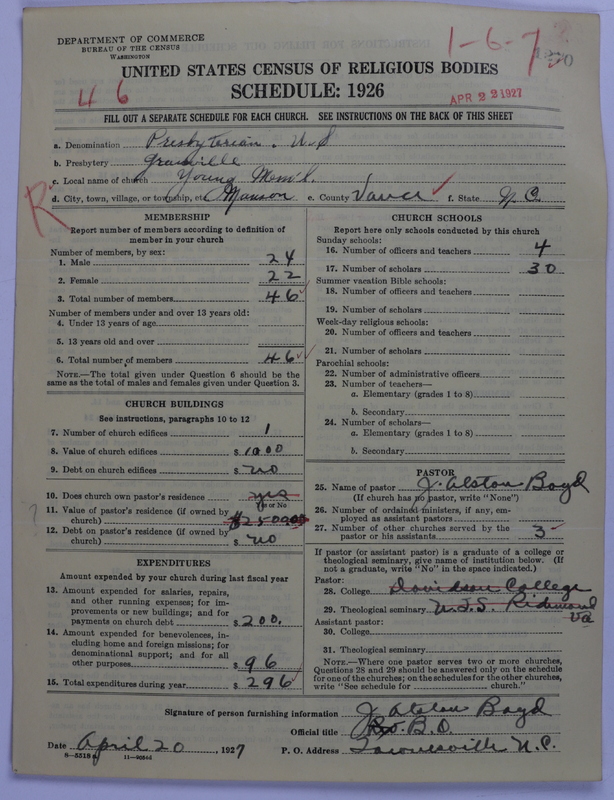 DEPARTMENT OF COMMERCE
BUREAU OF THE CENSUS
WASHINGTON
1-6-7
46
APR 22 1927
UNITED STATES CENSUS OF RELIGIOUS BODIES
SCHEDULE: 1926
FILL OUT A SEPARATE SCHEDULE FOR EACH CHURCH. SEE INSTRUCTIONS ON THE BACK OF THIS SHEET
a. Denomination Presbyterian. U.S
b. Presbytery Granville
c. Local name of church Young Mem'l.
d. City, town, village, or township, etc Manson e. County Vance f. State N.C.
R
MEMBERSHIP
Report number of members according to definition of
member in your church
Number of members, by sex:
1. Male 24
2. Female 22
3. Total number of members 46
Number of members under and over 13 years old:
4. Under 13 years of age
5. 13 years old and over
6. Total number of members 46
NOTE.—The total given under Question 6 should be the
same as the total of males and females given under Question 3.
CHURCH BUILDINGS
See instructions, paragraphs 10 to 12
7. Number of church edifices 1
8. Value of church edifices $ 1000
9. Debt on church edifices $ no
10. Does church own pastor's residence yes
Yes or No
11. Value of pastor's residence (if owned by
church) $2500
12. Debt on pastor's residence (if owned by
church) $ no
EXPENDITURES
Amount expended by your church during last fiscal year
13. Amount expended for salaries, repairs,
and other running expenses; for im-
provements or new buildings; and for
payments on church debt $ 200.
14. Amount expended for benevolences, in-
cluding home and foreign missions; for
denominational support; and for all
other purposes $ 96
15. Total expenditures during year $ 296
CHURCH SCHOOLS
Report here only schools conducted by this church
Sunday schools:
16. Number of officers and teachers 4
17. Number of scholars 30
Summer vacation Bible schools:
18. Number of officers and teachers
19. Number of scholars
Week-day religious schools:
20. Number of officers and teachers
21. Number of scholars
Parochial schools:
22. Number of administrative officers
23. Number of teachers—
a. Elementary (grades 1 to 8)
b. Secondary
24. Number of scholars—
a. Elementary (grades 1 to 8)
b. Secondary
PASTOR
25. Name of pastor J. Alston Boyd
(If church has no pastor, write "None")
26. Number of ordained ministers, if any, em-
ployed as assistant pastors
27. Number of other churches served by the
pastor or his assistants 3
If pastor (or assistant pastor) is a graduate of a college or
theological seminary, give name of institution below. (If
not a graduate, write "No" in the space indicated.)
Pastor:
28. College Davidson College
29. Theological seminary U.T.S. Richmond
Va
Assistant pastor:
30. College
31. Theological seminary
NOTE.—Where one pastor serves two or more churches,
Questions 28 and 29 should be answered only on the schedule
for one of the churches; on the schedules for the other churches,
write "See schedule for church."
Signature of person furnishing information J. Alston Boyd
Official title B.D.
Date April 20, 1927 P. O. Address Townesville N.C.